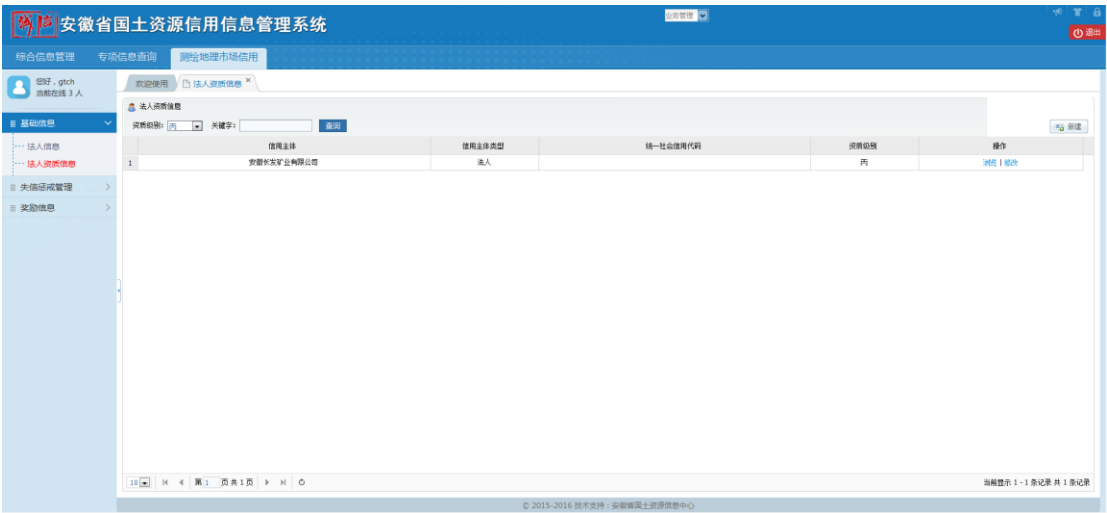 诚信 安徽省国土资源信用信息管理系统 业务管理 退出
综合信息管理 专项信息查询 测绘地理市场信用
您好，gtch
当前在线 3 人
欢迎使用 法人资质信息 ×
法人资质信息
基础信息
资质级别: 丙 关键字: 查询 新建
法人信息
信用主体 信用主体类型 统一社会信用代码 资质级别 操作
法人资质信息
1 安徽长发矿业有限公司 法人 丙 浏览 | 修改
失信惩戒管理
奖励信息
10 第 1 页共1页 当前显示 1 - 1 条记录 共 1 条记录
© 2015-2016 技术支持：安徽省国土资源信息中心